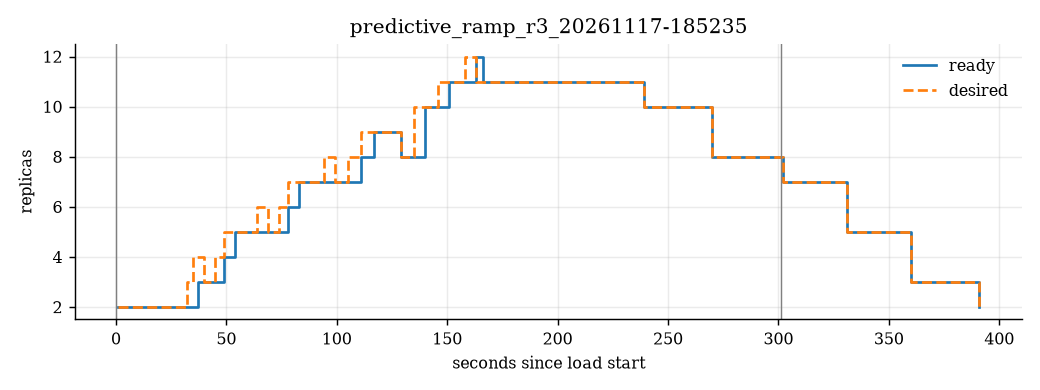 predictive_ramp_r3_20261117-185235
12
10
8
6
4
2
replicas
ready
desired
0 50 100 150 200 250 300 350 400
seconds since load start